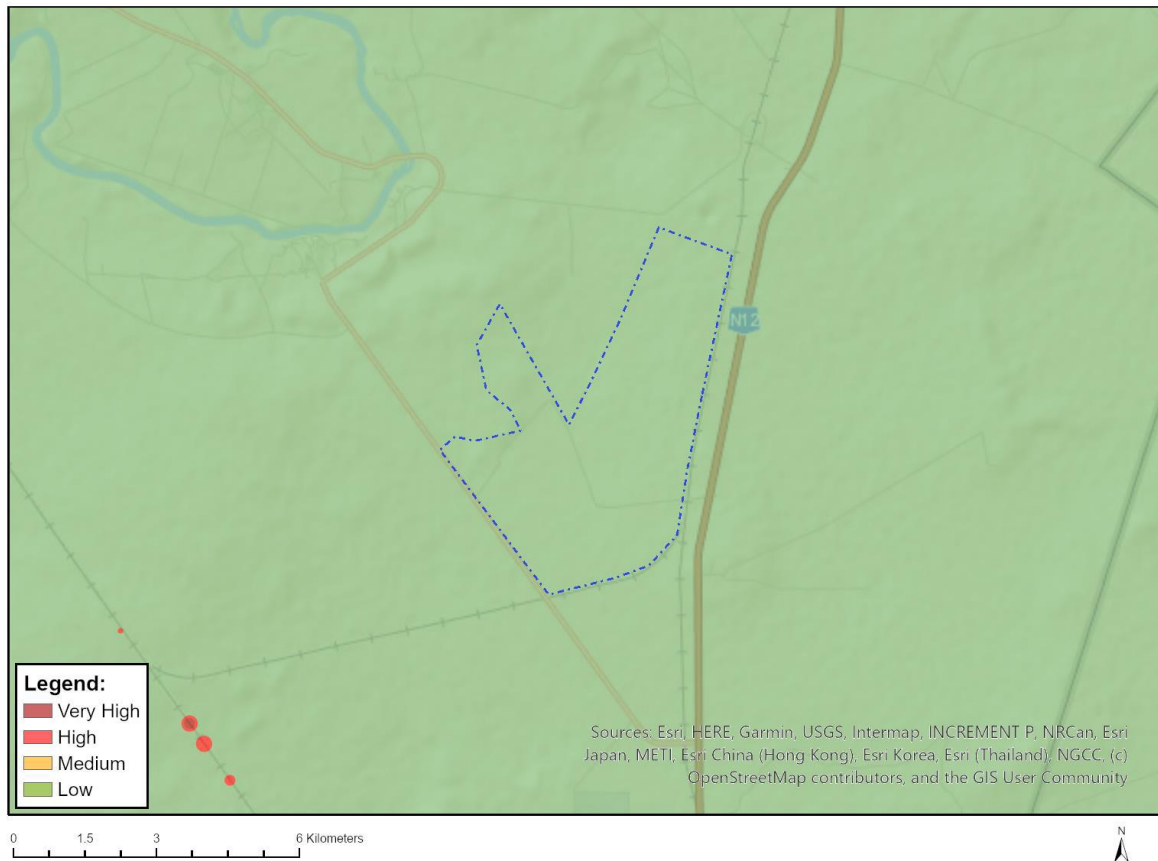 N12
Legend:
Very High
High
Medium
Low
Sources: Esri, HERE, Garmin, USGS, Intermap, INCREMENT P, NRCan, Esri
Japan, METI, Esri China (Hong Kong), Esri Korea, Esri (Thailand), NGCC, (c)
OpenStreetMap contributors, and the GIS User Community
0 1.5 3 6 Kilometers
N